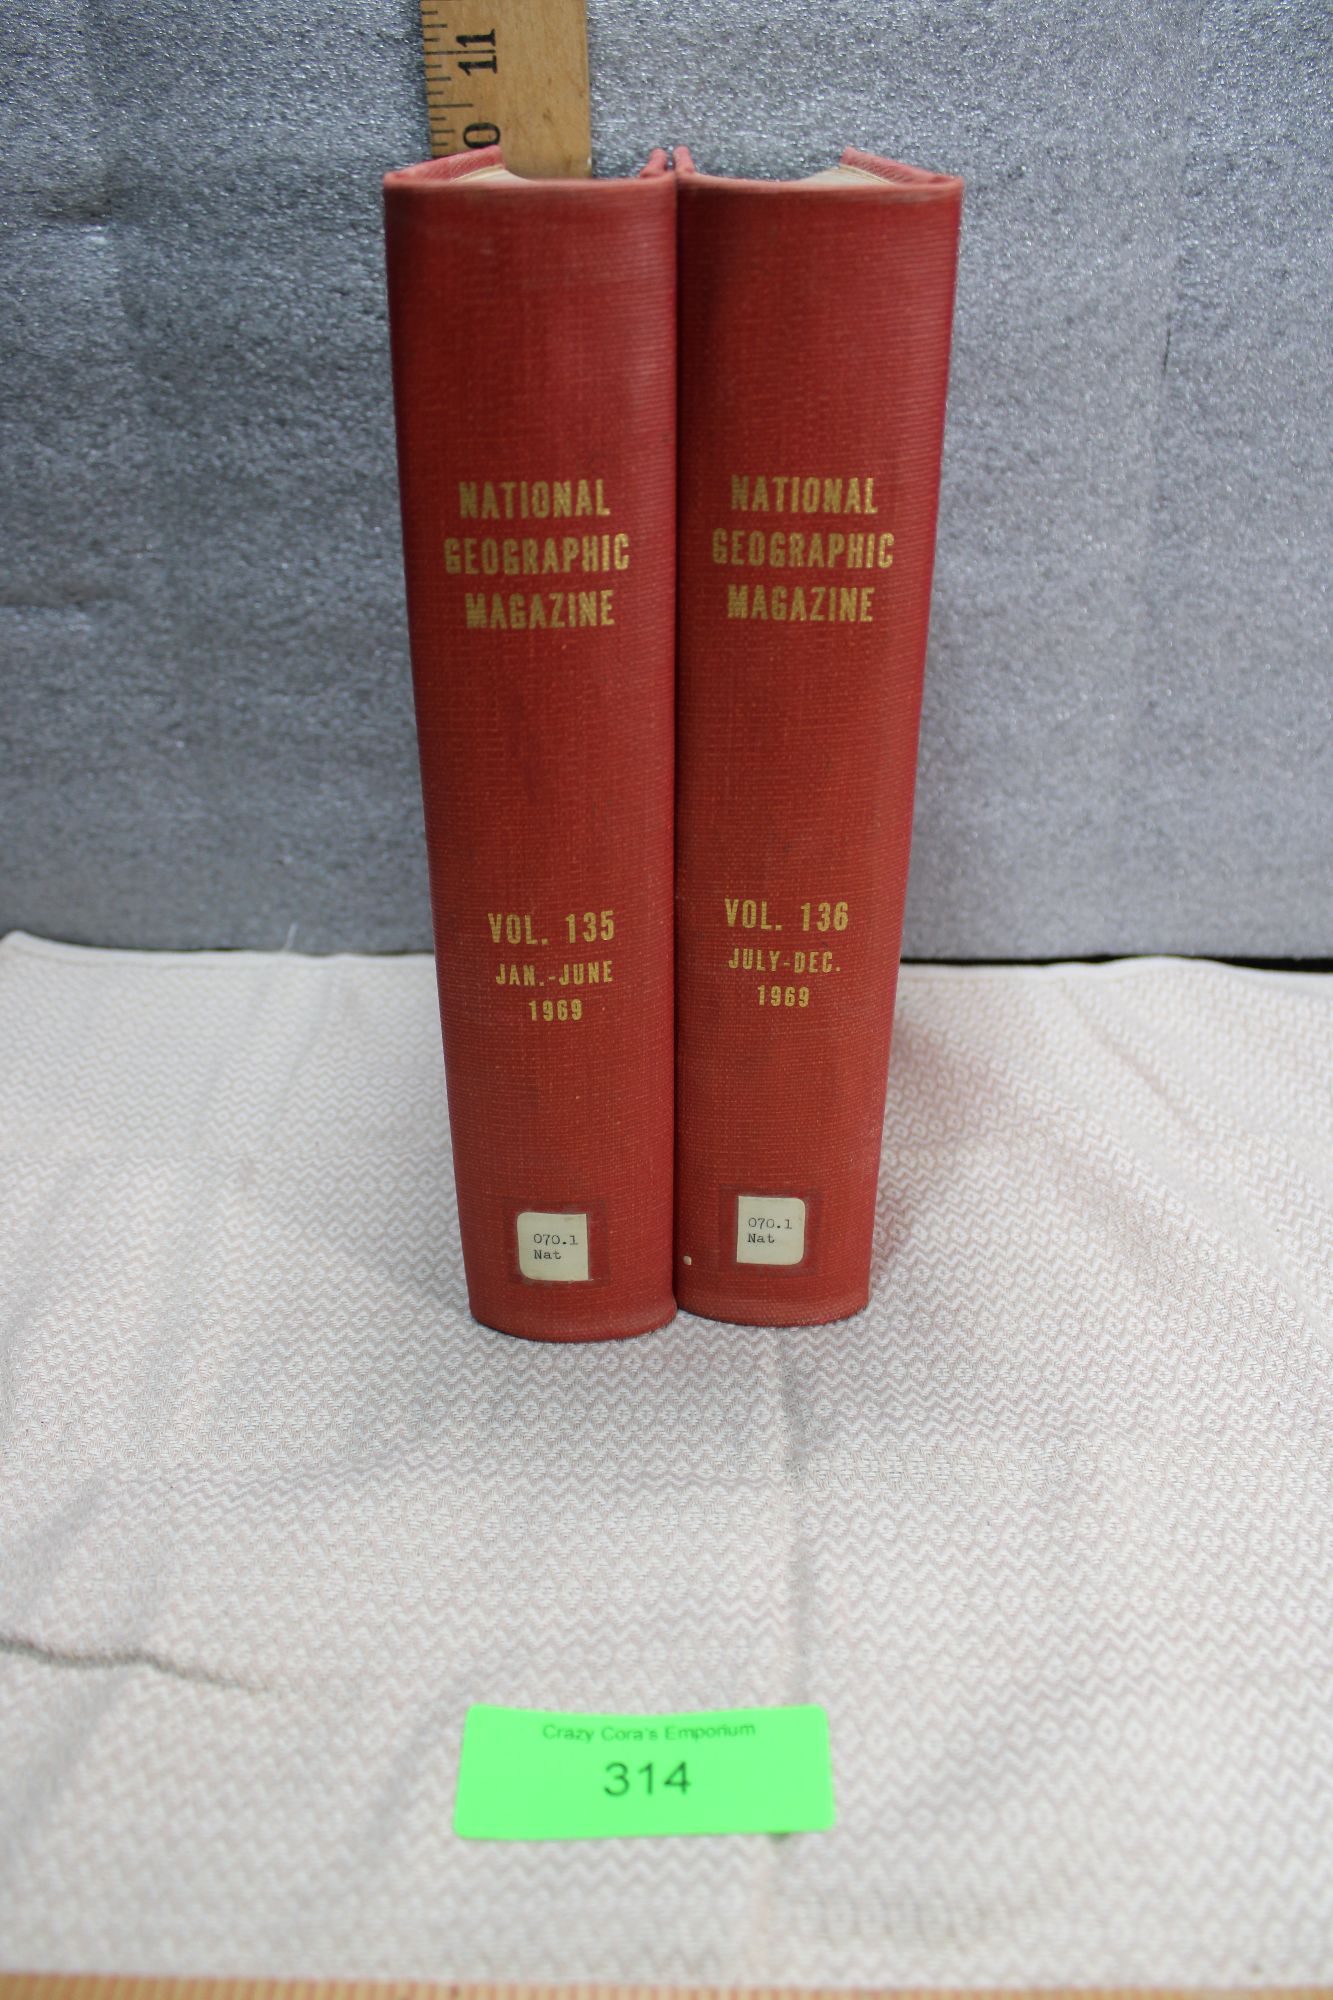 11
0
NATIONAL
GEOGRAPHIC
MAGAZINE
VOL. 135
JAN.-JUNE
1969
070.1
Nat
NATIONAL
GEOGRAPHIC
MAGAZINE
VOL. 136
JULY-DEC.
1969
070.1
Nat
Crazy Cora's Emporium
314